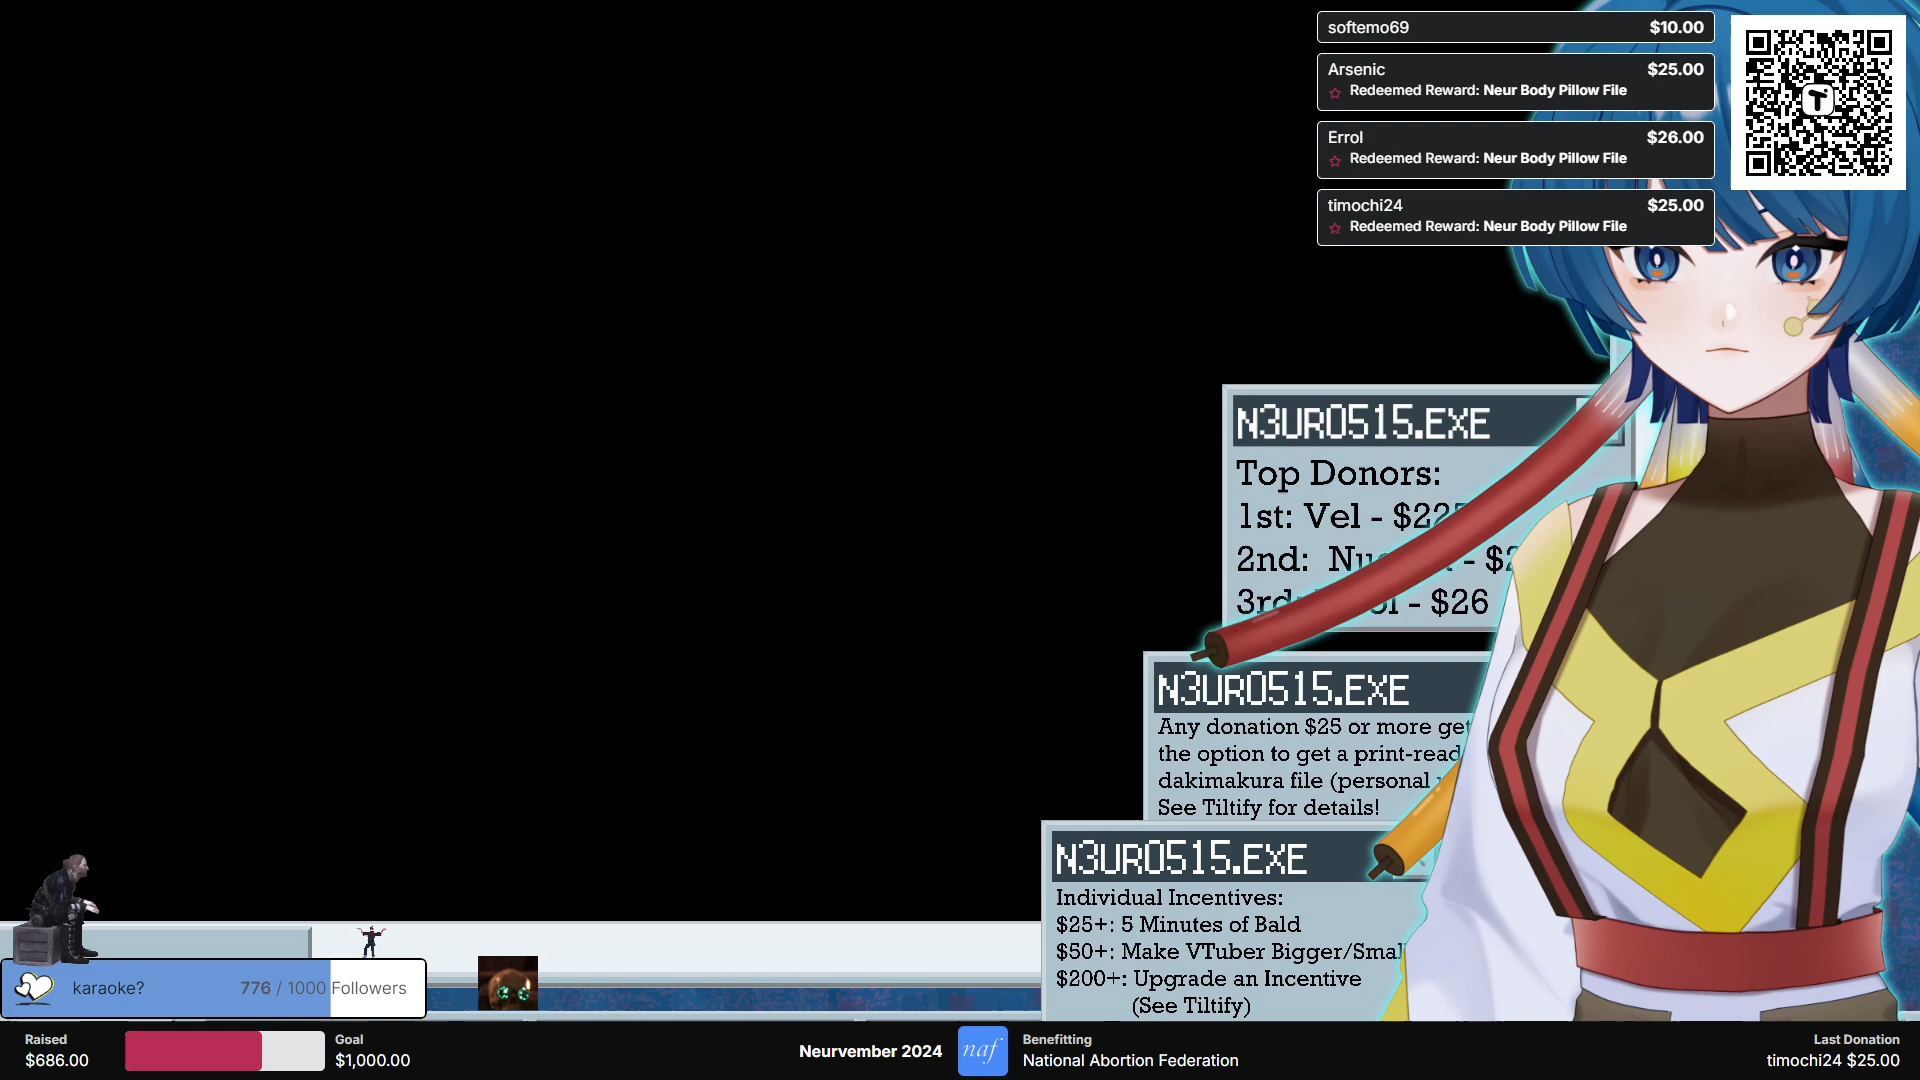 softemo69 $10.00
Arsenic $25.00
Redeemed Reward: Neur Body Pillow File
Errol $26.00
Redeemed Reward: Neur Body Pillow File
timochi24 $25.00
Redeemed Reward: Neur Body Pillow File
N3UR0515.EXE
Top Donors:
1st: Vel - $22
2nd: - $2
- $26
N3UR0515.EXE
Any donation $25 or more get
the option to get a print-read
dakimakura file (personal
See Tiltify for details!
N3UR0515.EXE
Individual Incentives:
$25+: 5 Minutes of Bald
$50+: Make VTuber Bigger/Smal
$200+: Upgrade an Incentive
(See Tiltify)
karaoke? 776 / 1000 Followers
Raised
$686.00
Goal
$1,000.00
Neurvember 2024
naf
Benefitting
National Abortion Federation
Last Donation
timochi24 $25.00